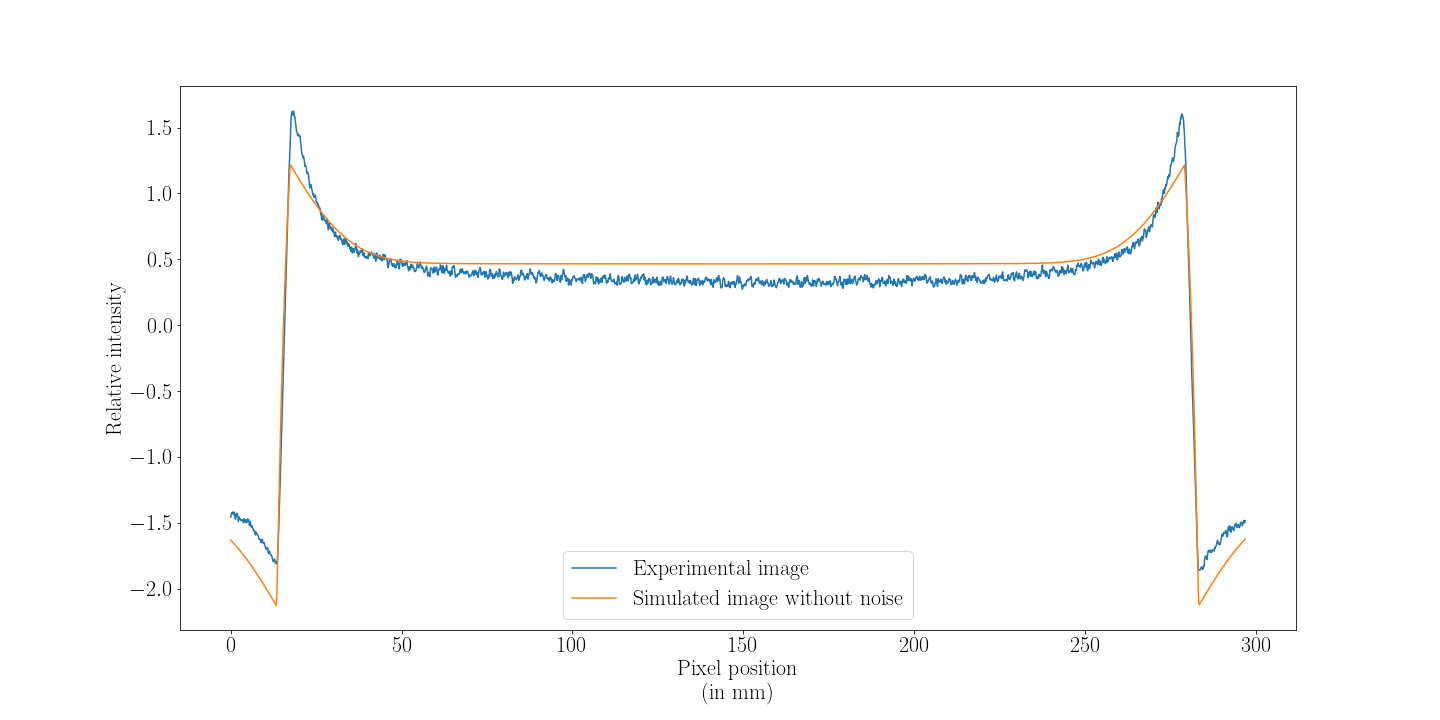 1.5
1.0
0.5
0.0
−0.5
−1.0
−1.5
−2.0
Relative intensity
Experimental image
Simulated image without noise
0 50 100 150 200 250 300
Pixel position
(in mm)